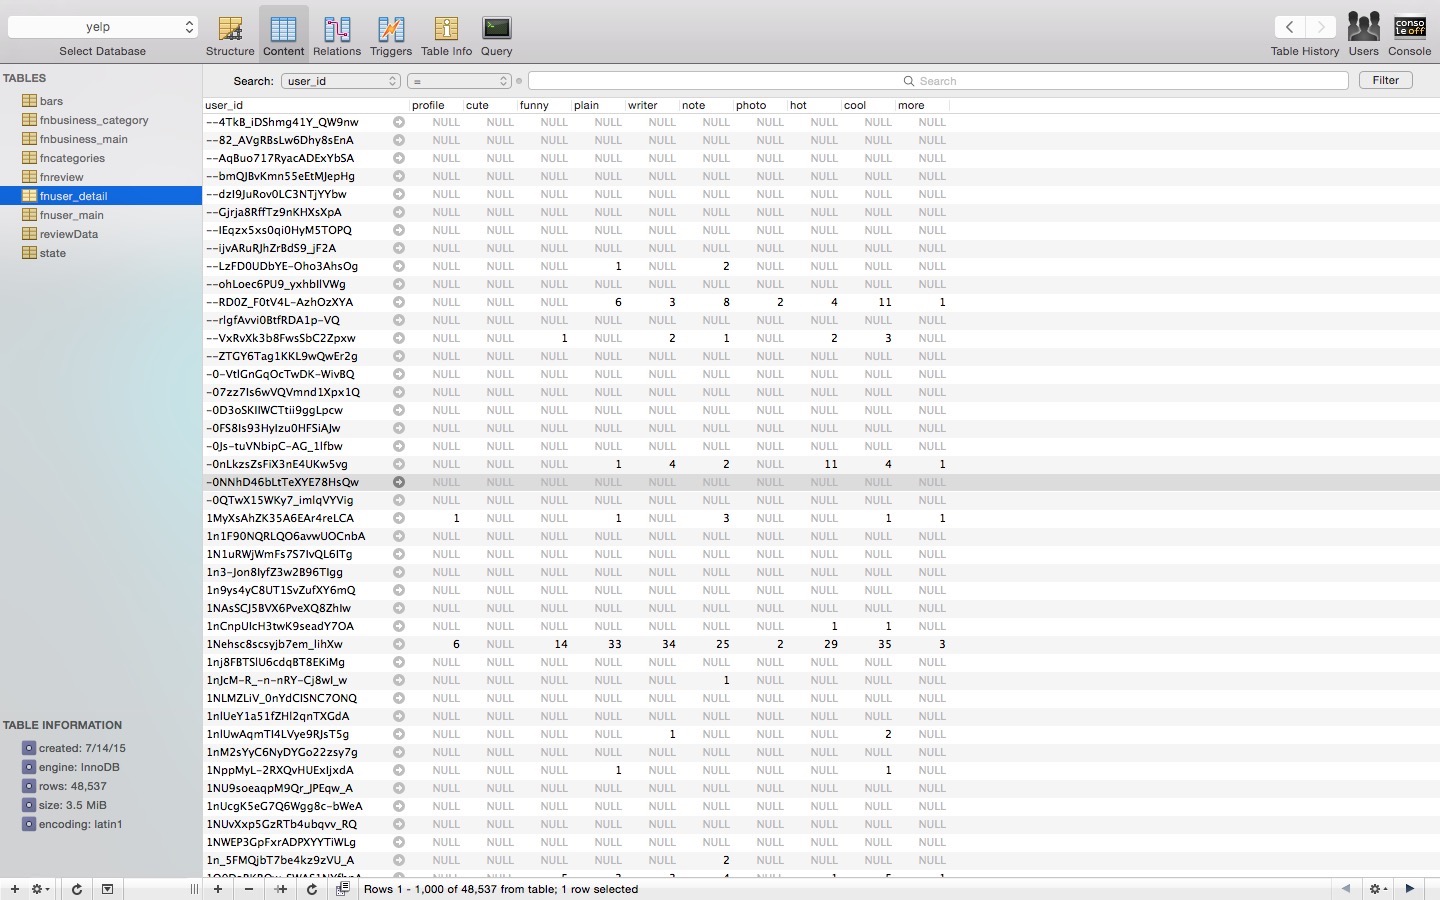 yelp
Select Database
Structure Content Relations Triggers Table Info Query
Table History Users Console
conso
le off
TABLES
bars
fnbusiness_category
fnbusiness_main
fncategories
fnreview
fnuser_detail
fnuser_main
reviewData
state
TABLE INFORMATION
created: 7/14/15
engine: InnoDB
rows: 48,537
size: 3.5 MiB
encoding: latin1
Search: user_id = Search Filter
user_id profile cute funny plain writer note photo hot cool more
--4TkB_iDShmg41Y_QW9nw NULL NULL NULL NULL NULL NULL NULL NULL NULL NULL
--82_AVgRBsLw6Dhy8sEnA NULL NULL NULL NULL NULL NULL NULL NULL NULL NULL
--AqBuo717RyacADExYbSA NULL NULL NULL NULL NULL NULL NULL NULL NULL NULL
--bmQJBvKmn55eEtMJepHg NULL NULL NULL NULL NULL NULL NULL NULL NULL NULL
--dzI9JuRov0LC3NTjYYbw NULL NULL NULL NULL NULL NULL NULL NULL NULL NULL
--Gjrja8RffTz9nKHXsXpA NULL NULL NULL NULL NULL NULL NULL NULL NULL NULL
--IEqzx5xs0qi0HyM5TOPQ NULL NULL NULL NULL NULL NULL NULL NULL NULL NULL
--ijvARuRJhZrBdS9_jF2A NULL NULL NULL NULL NULL NULL NULL NULL NULL NULL
--LzFD0UDbYE-Oho3AhsOg NULL NULL NULL 1 NULL 2 NULL NULL NULL NULL
--ohLoec6PU9_yxhbIlVWg NULL NULL NULL NULL NULL NULL NULL NULL NULL NULL
--RD0Z_F0tV4L-AzhOzXYA NULL NULL NULL 6 3 8 2 4 11 1
--rlgfAvvi0BtfRDA1p-VQ NULL NULL NULL NULL NULL NULL NULL NULL NULL NULL
--VxRvXk3b8FwsSbC2Zpxw NULL NULL 1 NULL 2 1 NULL 2 3 NULL
--ZTGY6Tag1KKL9wQwEr2g NULL NULL NULL NULL NULL NULL NULL NULL NULL NULL
-0-VtlGnGqOcTwDK-WivBQ NULL NULL NULL NULL NULL NULL NULL NULL NULL NULL
-07zz7Is6wVQVmnd1Xpx1Q NULL NULL NULL NULL NULL NULL NULL NULL NULL NULL
-0D3oSKIIWCTtii9ggLpcw NULL NULL NULL NULL NULL NULL NULL NULL NULL NULL
-0FS8Is93HyIzu0HFSiAJw NULL NULL NULL NULL NULL NULL NULL NULL NULL NULL
-0Js-tuVNbipC-AG_1lfbw NULL NULL NULL NULL NULL NULL NULL NULL NULL NULL
-0nLkzsZsFiX3nE4UKw5vg NULL NULL NULL 1 4 2 NULL 11 4 1
-0NNhD46bLtTeXYE78HsQw NULL NULL NULL NULL NULL NULL NULL NULL NULL NULL
-0QTwX15WKy7_imlqVYVig NULL NULL NULL NULL NULL NULL NULL NULL NULL NULL
1MyXsAhZK35A6EAr4reLCA 1 NULL NULL 1 NULL 3 NULL NULL 1 1
1n1F90NQRLQO6avwUOCnbA NULL NULL NULL NULL NULL NULL NULL NULL NULL NULL
1N1uRWjWmFs7S7IvQL6ITg NULL NULL NULL NULL NULL NULL NULL NULL NULL NULL
1n3-Jon8IyfZ3w2B96TIgg NULL NULL NULL NULL NULL NULL NULL NULL NULL NULL
1n9ys4yC8UT1SvZufXY6mQ NULL NULL NULL NULL NULL NULL NULL NULL NULL NULL
1NAsSCJ5BVX6PveXQ8ZhIw NULL NULL NULL NULL NULL NULL NULL NULL NULL NULL
1nCnpUIcH3twK9seadY7OA NULL NULL NULL NULL NULL NULL NULL 1 1 NULL
1Nehsc8scsyjb7em_lihXw 6 NULL 14 33 34 25 2 29 35 3
1nj8FBTSlU6cdqBT8EKiMg NULL NULL NULL NULL NULL NULL NULL NULL NULL NULL
1nJcM-R_-n-nRY-Cj8wI_w NULL NULL NULL NULL NULL 1 NULL NULL NULL NULL
1NLMZLiV_0nYdCISNC7ONQ NULL NULL NULL NULL NULL NULL NULL NULL NULL NULL
1nlUeY1a51fZHl2qnTXGdA NULL NULL NULL NULL NULL NULL NULL NULL NULL NULL
1nlUwAqmTI4LVye9RJsT5g NULL NULL NULL NULL 1 NULL NULL NULL 2 NULL
1nM2sYyC6NyDYGo22zsy7g NULL NULL NULL NULL NULL NULL NULL NULL NULL NULL
1NppMyL-2RXQvHUExIjxdA NULL NULL NULL 1 NULL NULL NULL NULL 1 NULL
1NU9soeaqpM9Qr_JPEqw_A NULL NULL NULL NULL NULL NULL NULL NULL NULL NULL
1nUcgK5eG7Q6Wgg8c-bWeA NULL NULL NULL NULL NULL NULL NULL NULL NULL NULL
1NUvXxp5GzRTb4ubqvv_RQ NULL NULL NULL NULL NULL NULL NULL NULL NULL NULL
1NWEP3GpFxrADPXYYTiWLg NULL NULL NULL NULL NULL NULL NULL NULL NULL NULL
1n_5FMQjbT7be4kz9zVU_A NULL NULL NULL NULL NULL 2 NULL NULL NULL NULL
Rows 1 - 1,000 of 48,537 from table; 1 row selected